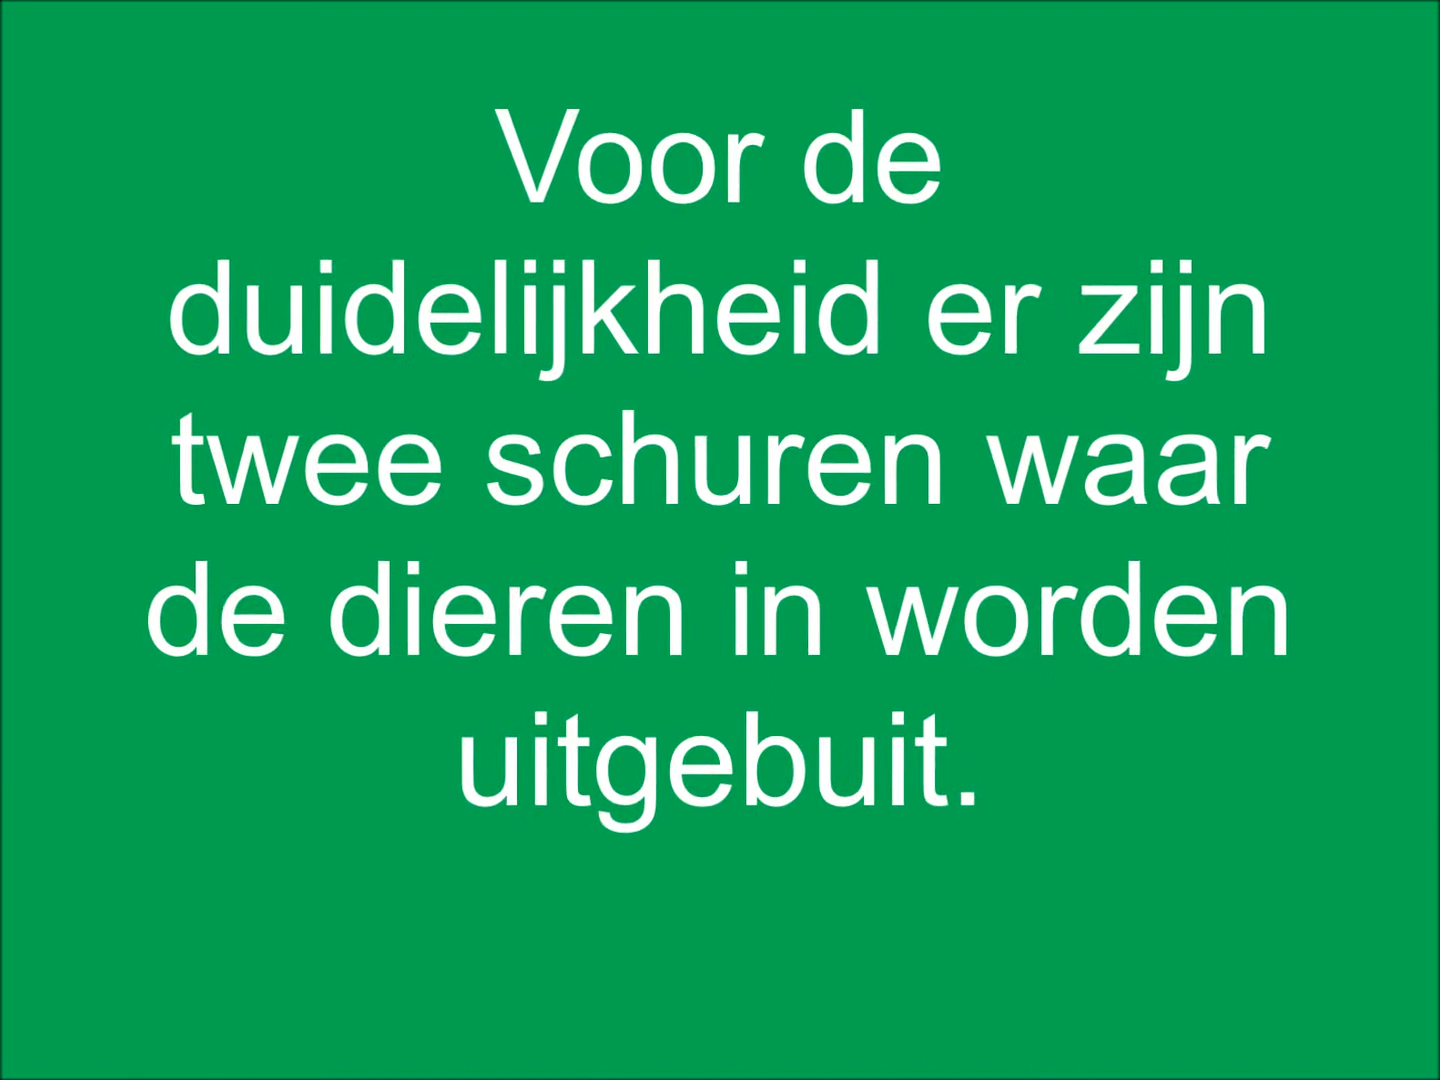 Voor de
duidelijkheid er zijn
twee schuren waar
de dieren in worden
uitgebuit.